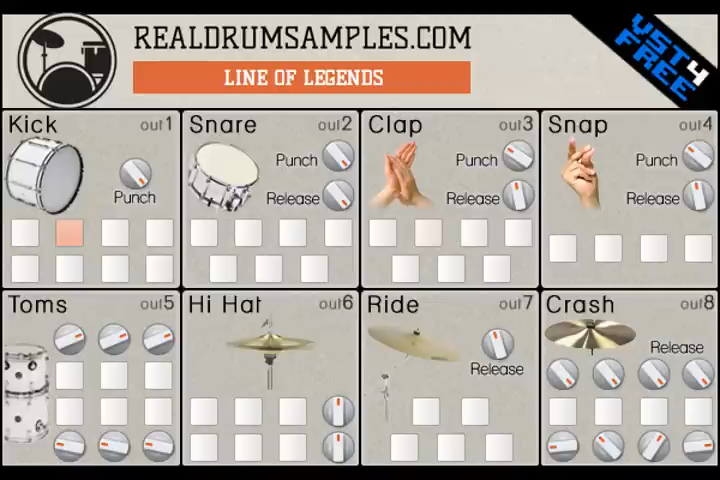 REALDRUMSAMPLES.COM
LINE OF LEGENDS
VST4
FREE
Kick out1
Punch
Snare out2
Punch
Release
Clap out3
Punch
Release
Snap out4
Punch
Release
Toms out5
Hi Hat out6
Ride out7
Release
Crash out8
Release